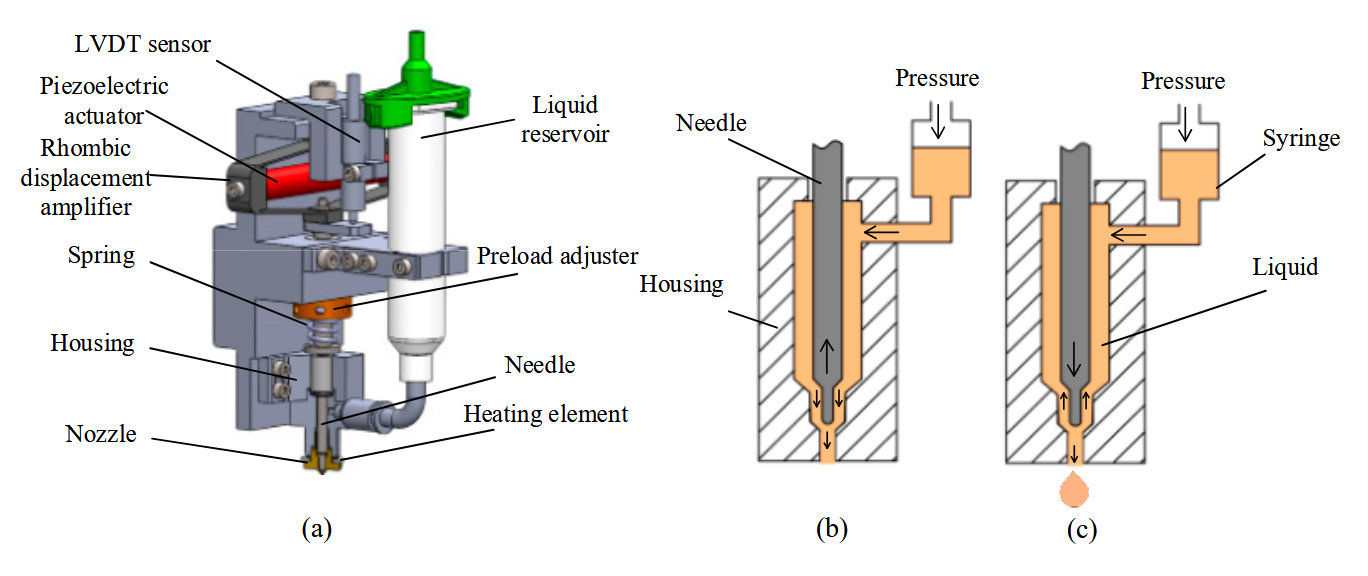 LVDT sensor
Piezoelectric
actuator
Rhombic
displacement
amplifier
Spring
Housing
Nozzle
Liquid
reservoir
Preload adjuster
Needle
Heating element
(a)
Pressure
Needle
Housing
(b)
Pressure
Syringe
Liquid
(c)